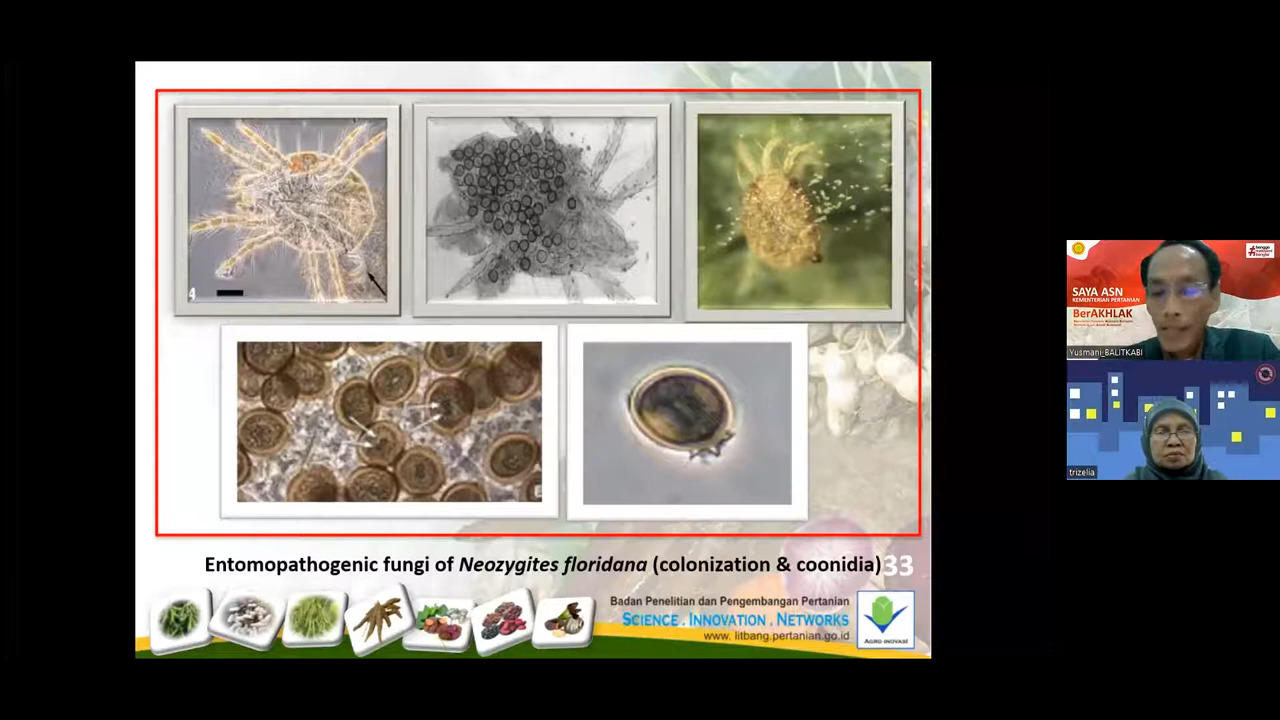 4
Entomopathogenic fungi of Neozygites floridana (colonization & coonidia)33
Badan Penelitian dan Pengembangan Pertanian
SCIENCE . INNOVATION . NETWORKS
www. litbang.pertanian.go.id
AGRO INOVASI
SAYA ASN
KEMENTERIAN PERTANIAN
BerAKHLAK
Yusmani_BALITKABI
trizelia